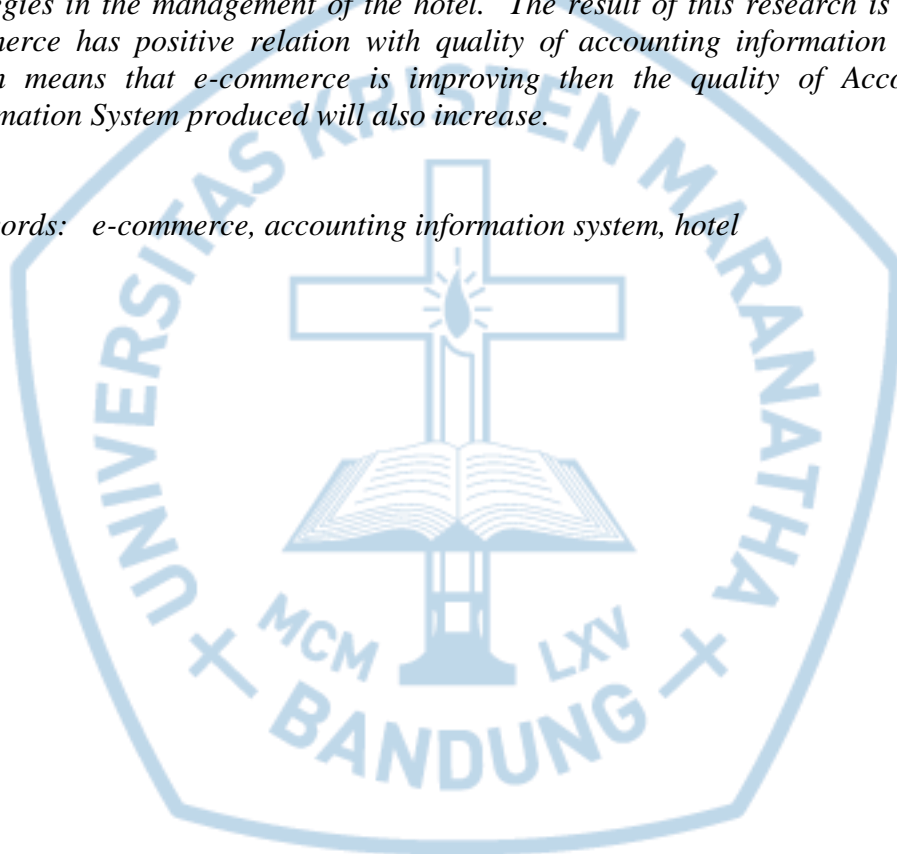 gies in the management of the hotel. The result of this research is
erce has positive relation with quality of accounting information
means that e-commerce is improving then the quality of Acco
mation System produced will also increase.
ords: e-commerce, accounting information system, hotel
UNIVERSITAS KRISTEN MARANATHA
MCM LXV
BANDUNG